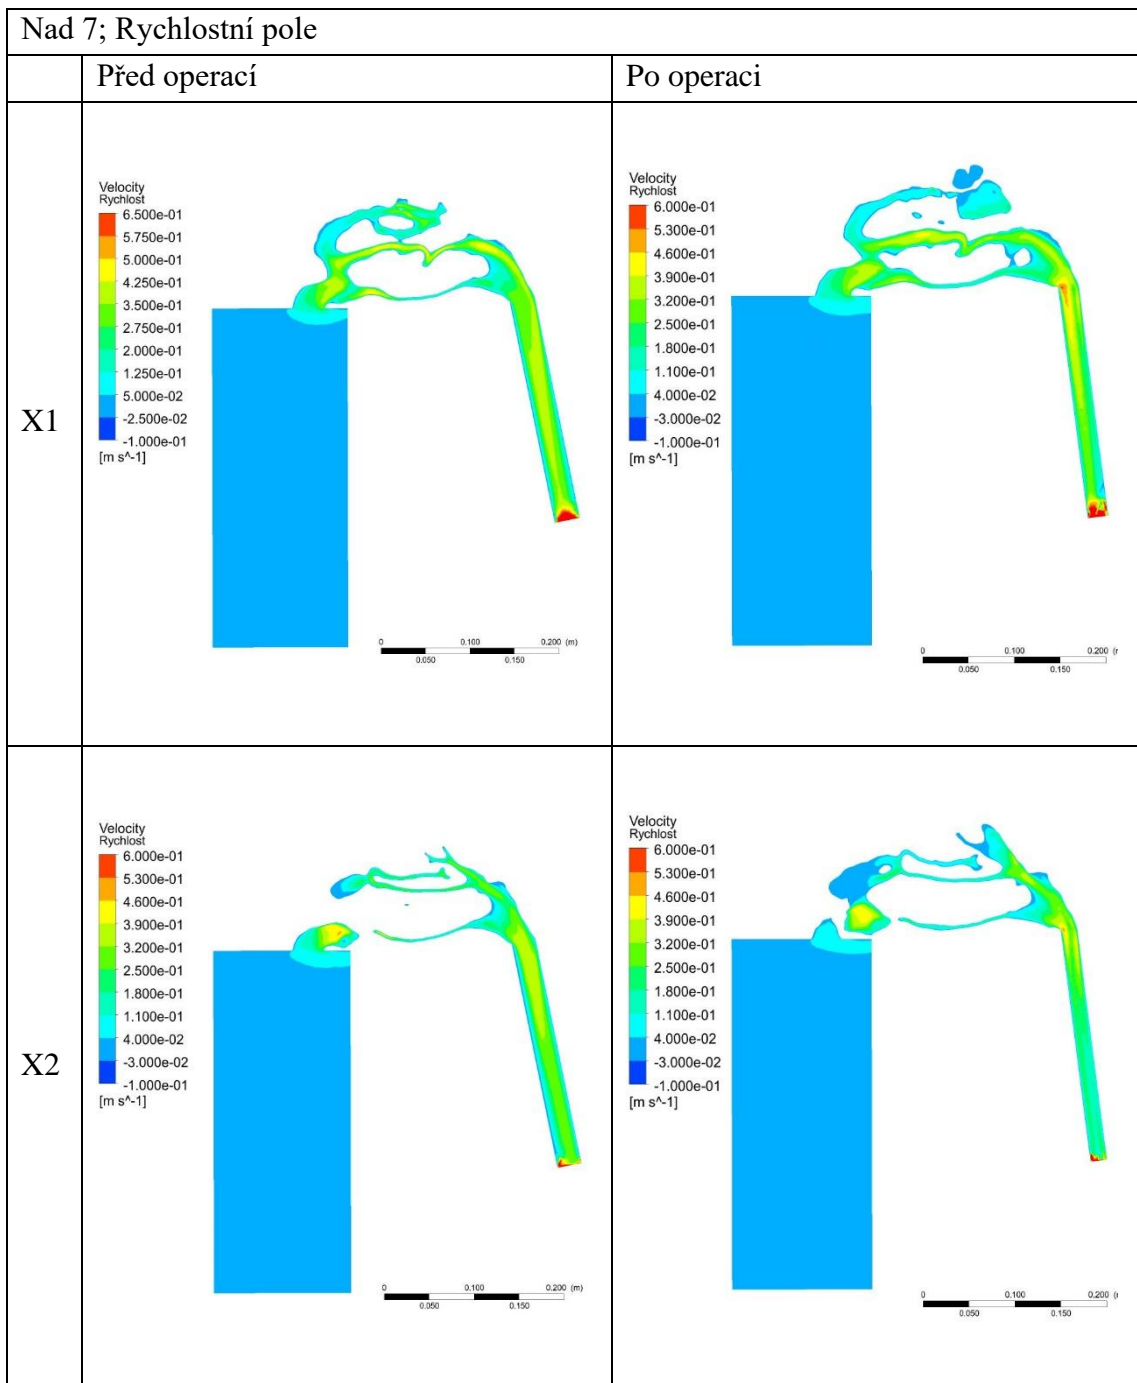 Nad 7; Rychlostní pole
Před operací
Po operaci
X1
Velocity
Rychlost
6.500e-01
5.750e-01
5.000e-01
4.250e-01
3.500e-01
2.750e-01
2.000e-01
1.250e-01
5.000e-02
-2.500e-02
-1.000e-01
[m s^-1]
0 0.100 0.200 (m)
0.050 0.150
Velocity
Rychlost
6.000e-01
5.300e-01
4.600e-01
3.900e-01
3.200e-01
2.500e-01
1.800e-01
1.100e-01
4.000e-02
-3.000e-02
-1.000e-01
[m s^-1]
0 0.100 0.200 (
0.050 0.150
X2
Velocity
Rychlost
6.000e-01
5.300e-01
4.600e-01
3.900e-01
3.200e-01
2.500e-01
1.800e-01
1.100e-01
4.000e-02
-3.000e-02
-1.000e-01
[m s^-1]
0 0.100 0.200 (m)
0.050 0.150
Velocity
Rychlost
6.000e-01
5.300e-01
4.600e-01
3.900e-01
3.200e-01
2.500e-01
1.800e-01
1.100e-01
4.000e-02
-3.000e-02
-1.000e-01
[m s^-1]
0 0.100 0.200 (
0.050 0.150